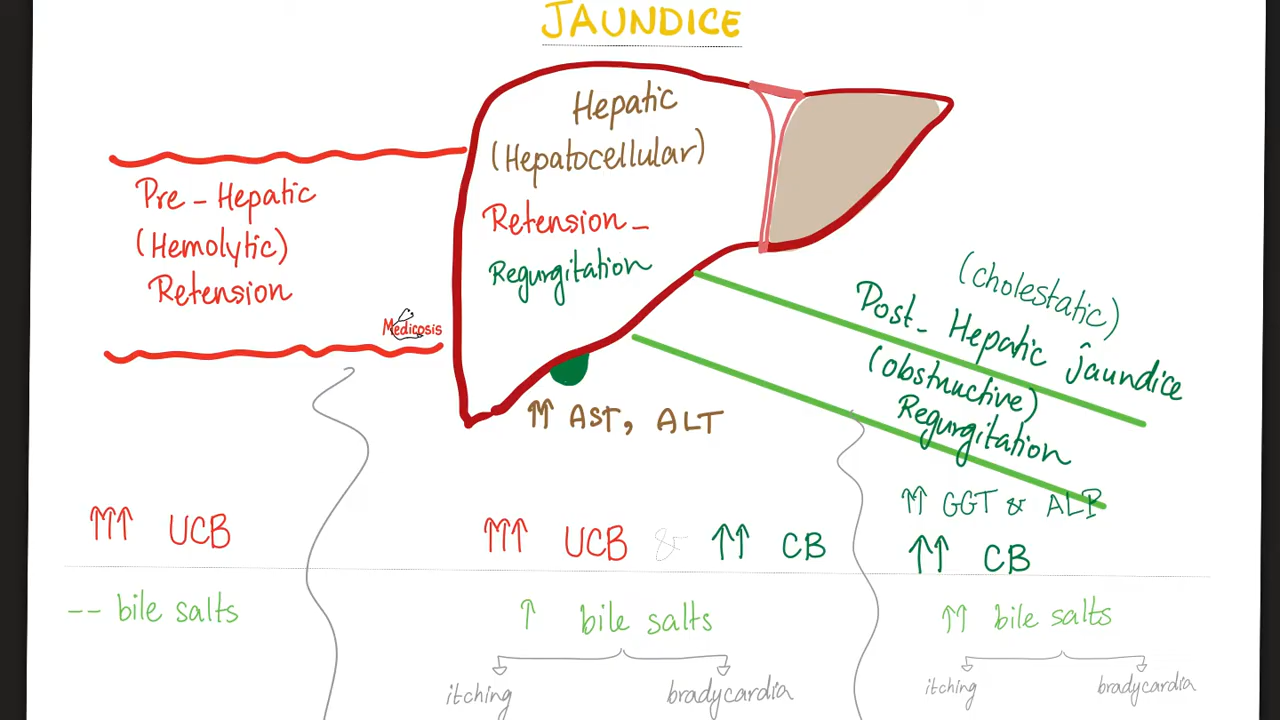 JAUNDICE
Hepatic
(Hepatocellular)
Retension -
Regurgitation
Pre - Hepatic
(Hemolytic)
Retension
Medicosis
(cholestatic)
Post - Hepatic jaundice
(obstructive)
Regurgitation
↑↑ AST, ALT
↑↑ GGT & ALP
↑↑↑ UCB
↑↑↑ UCB & ↑↑ CB
↑↑ CB
-- bile salts
↑ bile salts
↑↑ bile salts
itching bradycardia
itching bradycardia